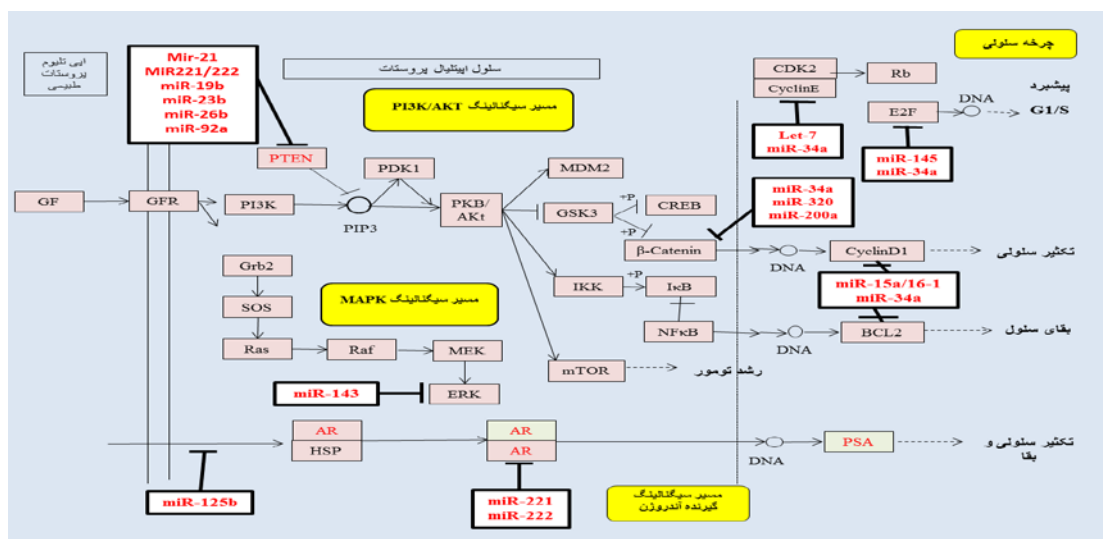 چرخه سلولی
اپی تلیوم
پروستات
طبیسی
Mir-21
MIR221/222
miR-19b
miR-23b
miR-26b
miR-92a
سلول اپیتلیال پروستات
مسیر سیگنالینگ PI3K/AKT
CDK2
CyclinE
Rb
پیشبرد
G1/S
DNA
E2F
Let-7
miR-34a
miR-145
miR-34a
PTEN
PDK1
MDM2
GF
GFR
PI3K
PIP3
PKB/
AKt
GSK3
+P
+P
CREB
miR-34a
miR-320
miR-200a
β-Catenin
DNA
CyclinD1
تکثیر سلولی
Grb2
SOS
Ras
Raf
MEK
ERK
مسیر سیگنالینگ MAPK
IKK
+P
IκB
NFκB
miR-15a/16-1
miR-34a
DNA
BCL2
بقای سلول
mTOR
رشد تومور
miR-143
AR
HSP
AR
AR
DNA
PSA
تکثیر سلولی و
بقا
miR-125b
miR-221
miR-222
مسیر سیگنالینگ
گیرنده آندروژن